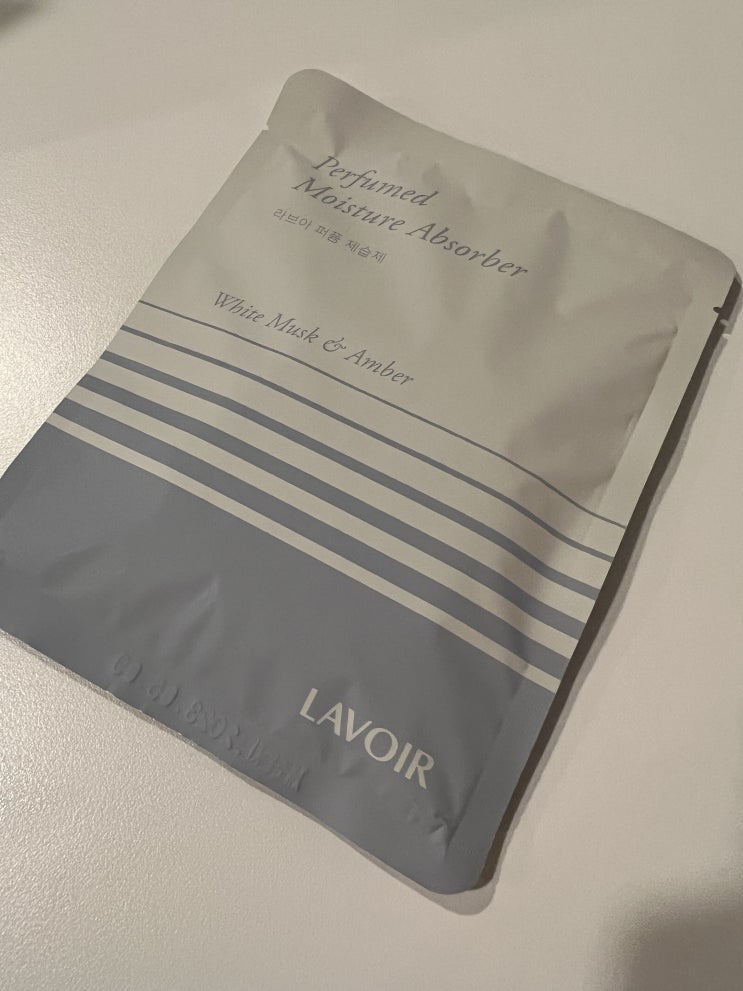 Perfumed
Moisture Absorber
라브아 퍼퓸 제습제
White Musk & Amber
LAVOIR